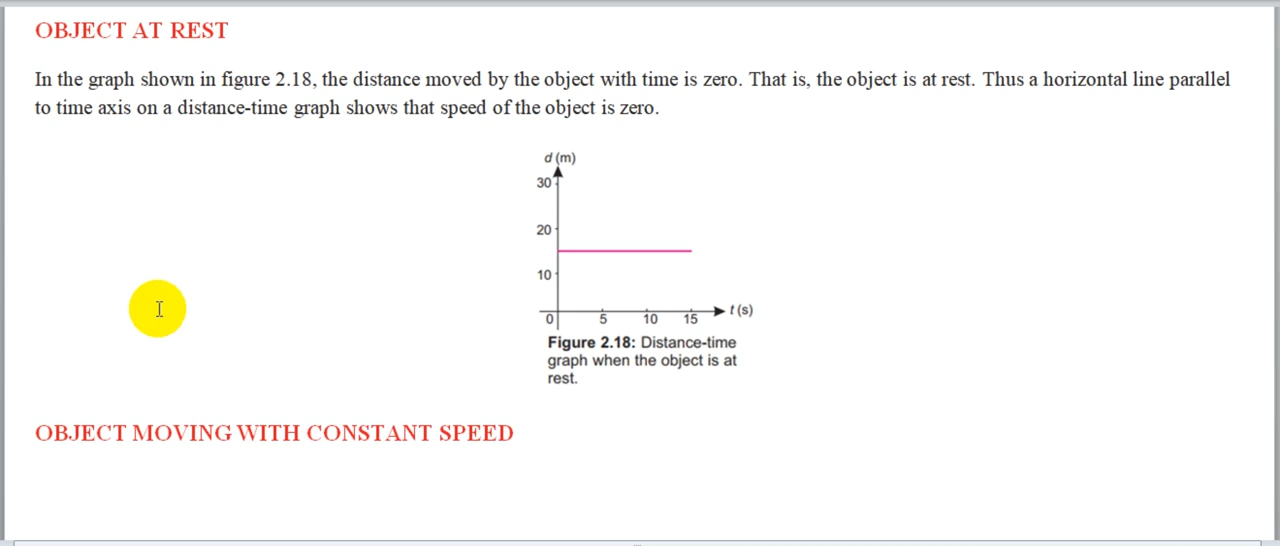 OBJECT AT REST
In the graph shown in figure 2.18, the distance moved by the object with time is zero. That is, the object is at rest. Thus a horizontal line parallel
to time axis on a distance-time graph shows that speed of the object is zero.
d (m)
30
20
10
0 5 10 15 t (s)
Figure 2.18: Distance-time
graph when the object is at
rest.
OBJECT MOVING WITH CONSTANT SPEED